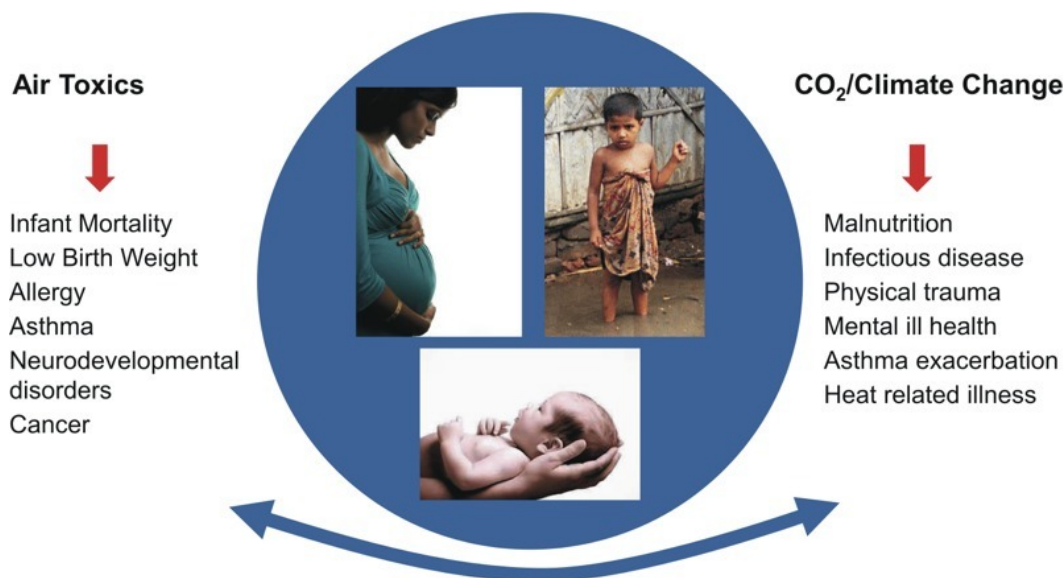 Air Toxics
Infant Mortality
Low Birth Weight
Allergy
Asthma
Neurodevelopmental
disorders
Cancer
CO₂/Climate Change
Malnutrition
Infectious disease
Physical trauma
Mental ill health
Asthma exacerbation
Heat related illness